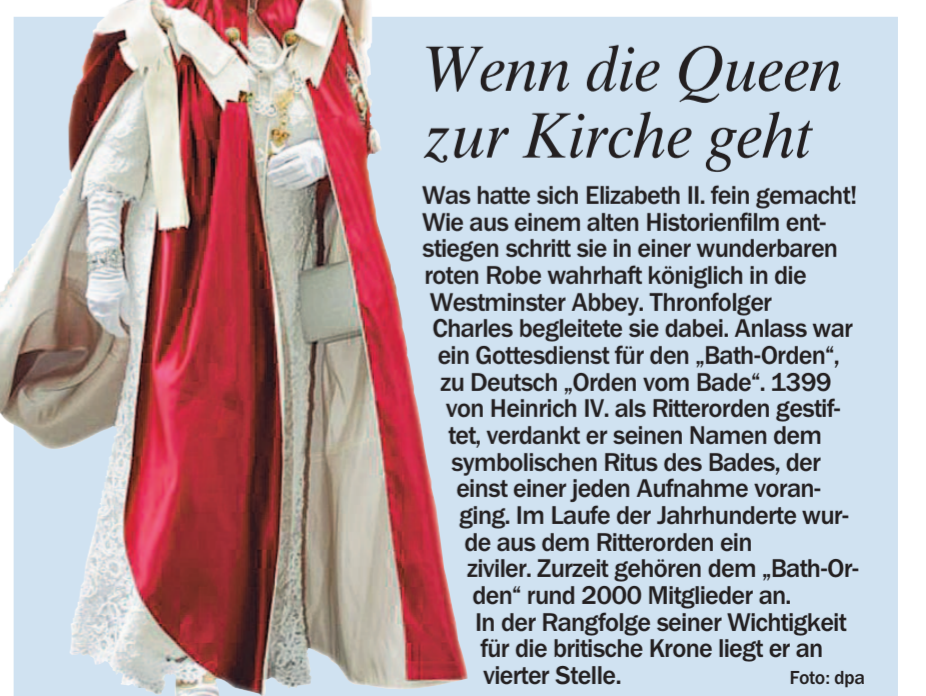 Wenn die Queen
zur Kirche geht
Was hatte sich Elizabeth II. fein gemacht!
Wie aus einem alten Historienfilm ent-
stiegen schritt sie in einer wunderbaren
roten Robe wahrhaft königlich in die
Westminster Abbey. Thronfolger
Charles begleitete sie dabei. Anlass war
ein Gottesdienst für den „Bath-Orden“,
zu Deutsch „Orden vom Bade“. 1399
von Heinrich IV. als Ritterorden gestif-
tet, verdankt er seinen Namen dem
symbolischen Ritus des Bades, der
einst einer jeden Aufnahme voran-
ging. Im Laufe der Jahrhunderte wur-
de aus dem Ritterorden ein
ziviler. Zurzeit gehören dem „Bath-Or-
den“ rund 2000 Mitglieder an.
In der Rangfolge seiner Wichtigkeit
für die britische Krone liegt er an
vierter Stelle.
Foto: dpa